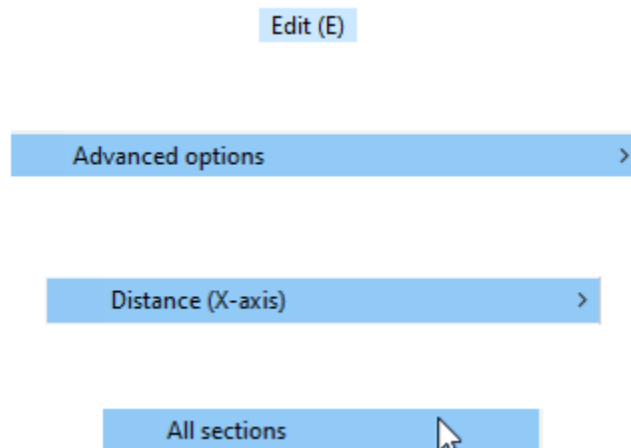 Edit (E)
Advanced options
Distance (X-axis)
All sections